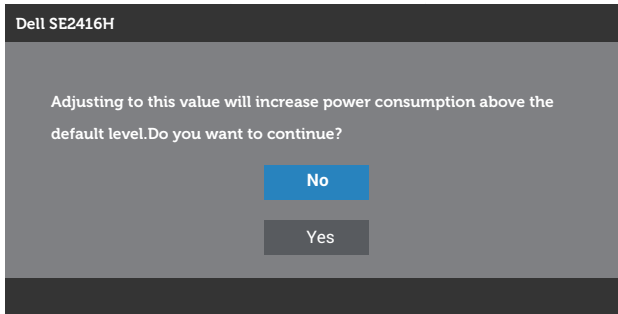 Dell SE2416H
Adjusting to this value will increase power consumption above the
default level.Do you want to continue?
No
Yes